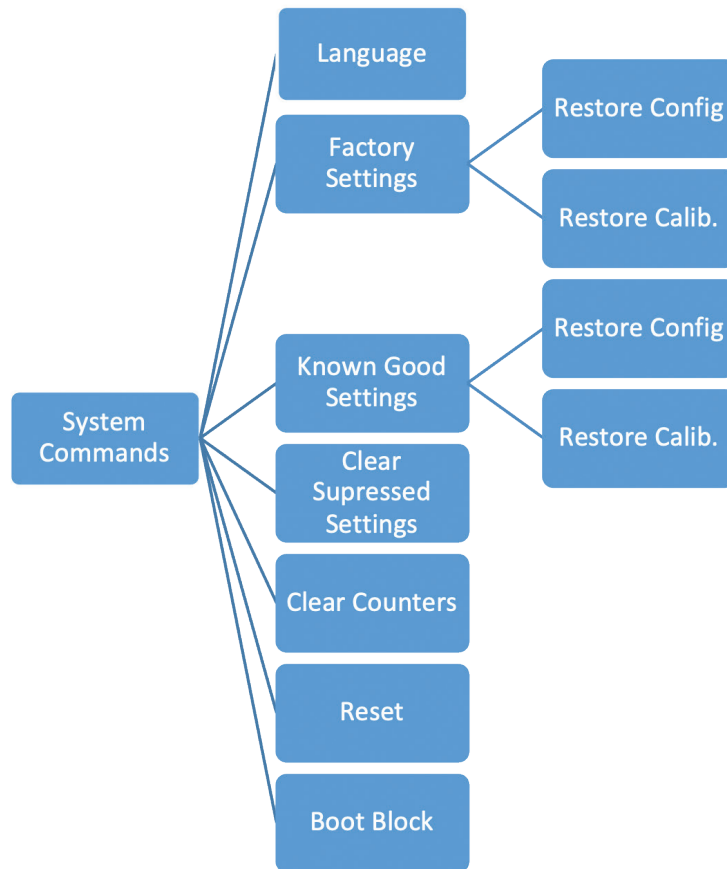 Language
Factory
Settings
Restore Config
Restore Calib.
Known Good
Settings
Restore Config
Restore Calib.
System
Commands
Clear
Supressed
Settings
Clear Counters
Reset
Boot Block